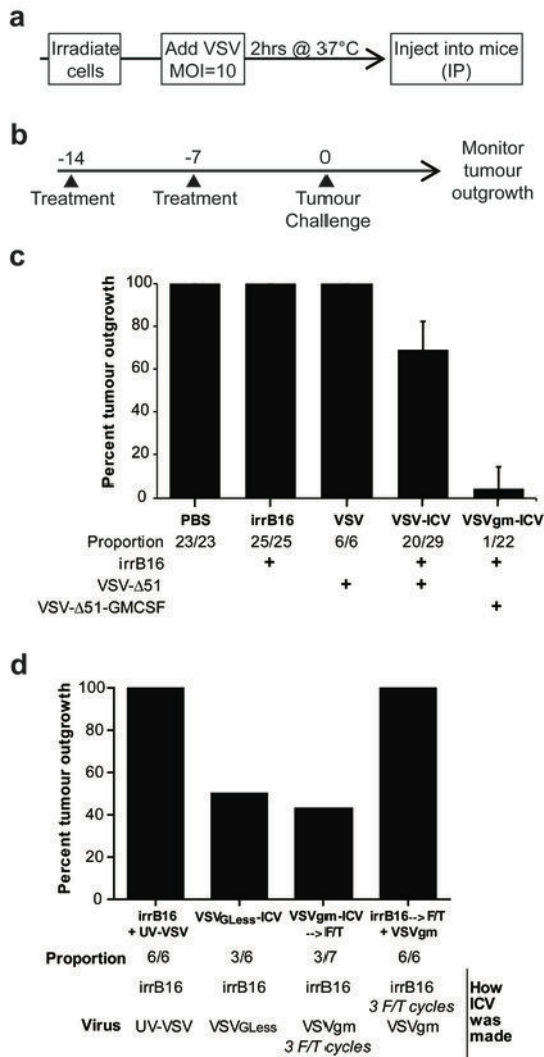 a
Irradiate cells
Add VSV MOI=10
2hrs @ 37°C
Inject into mice (IP)
b
-14 -7 0
Treatment Treatment Tumour Challenge
Monitor tumour outgrowth
c
Percent tumour outgrowth
100
80
60
40
20
0
PBS irrB16 VSV VSV-ICV VSVgm-ICV
Proportion 23/23 25/25 6/6 20/29 1/22
irrB16 + + +
VSV-Δ51 + +
VSV-Δ51-GMCSF +
d
Percent tumour outgrowth
100
80
60
40
20
0
irrB16 + UV-VSV
VSVGLess-ICV
VSVgm-ICV --> F/T
irrB16--> F/T + VSVgm
Proportion 6/6 3/6 3/7 6/6
irrB16 irrB16 irrB16 irrB16
3 F/T cycles
Virus UV-VSV VSVGLess VSVgm VSVgm
3 F/T cycles
How ICV was made